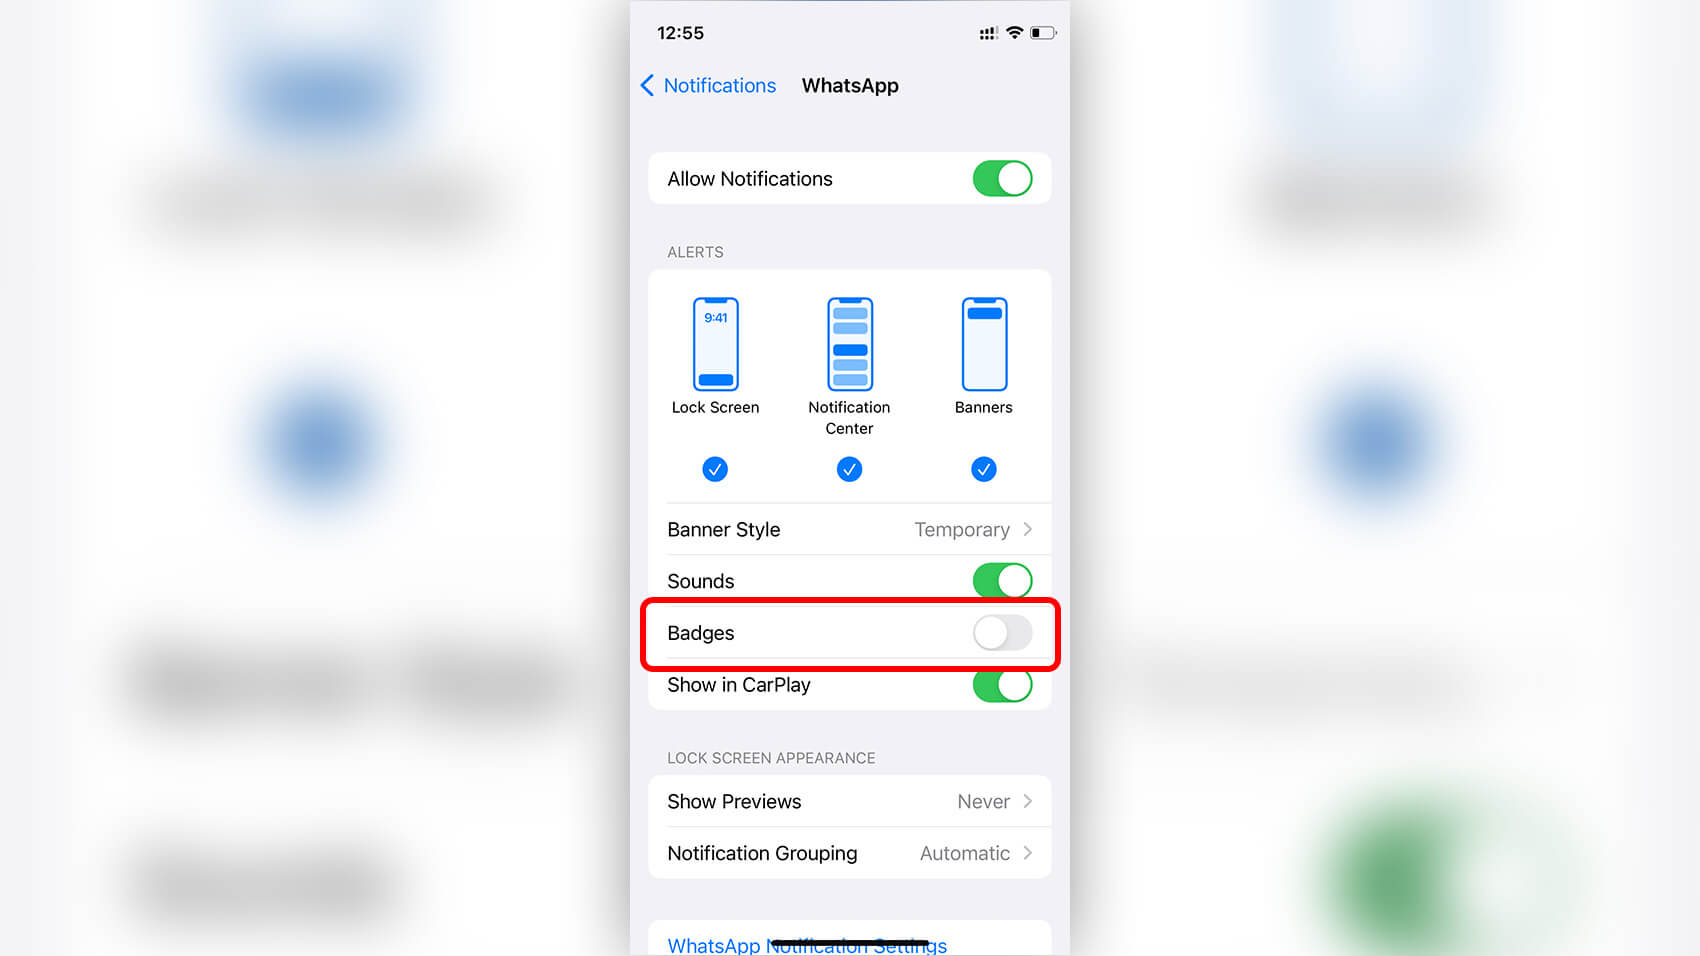 12:55
Notifications WhatsApp
Allow Notifications
ALERTS
9:41
Lock Screen
Notification
Center
Banners
Banner Style Temporary
Sounds
Badges
Show in CarPlay
LOCK SCREEN APPEARANCE
Show Previews Never
Notification Grouping Automatic
WhatsApp Notification Settings